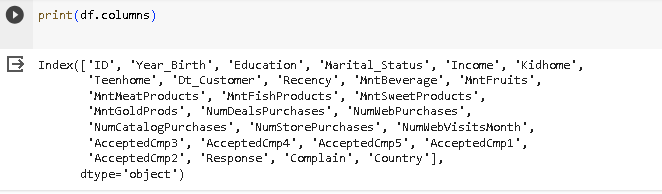 print(df.columns)
Index(['ID', 'Year_Birth', 'Education', 'Marital_Status', 'Income', 'Kidhome',
'Teenhome', 'Dt_Customer', 'Recency', 'MntBeverage', 'MntFruits',
'MntMeatProducts', 'MntFishProducts', 'MntSweetProducts',
'MntGoldProds', 'NumDealsPurchases', 'NumWebPurchases',
'NumCatalogPurchases', 'NumStorePurchases', 'NumWebVisitsMonth',
'AcceptedCmp3', 'AcceptedCmp4', 'AcceptedCmp5', 'AcceptedCmp1',
'AcceptedCmp2', 'Response', 'Complain', 'Country'],
dtype='object')